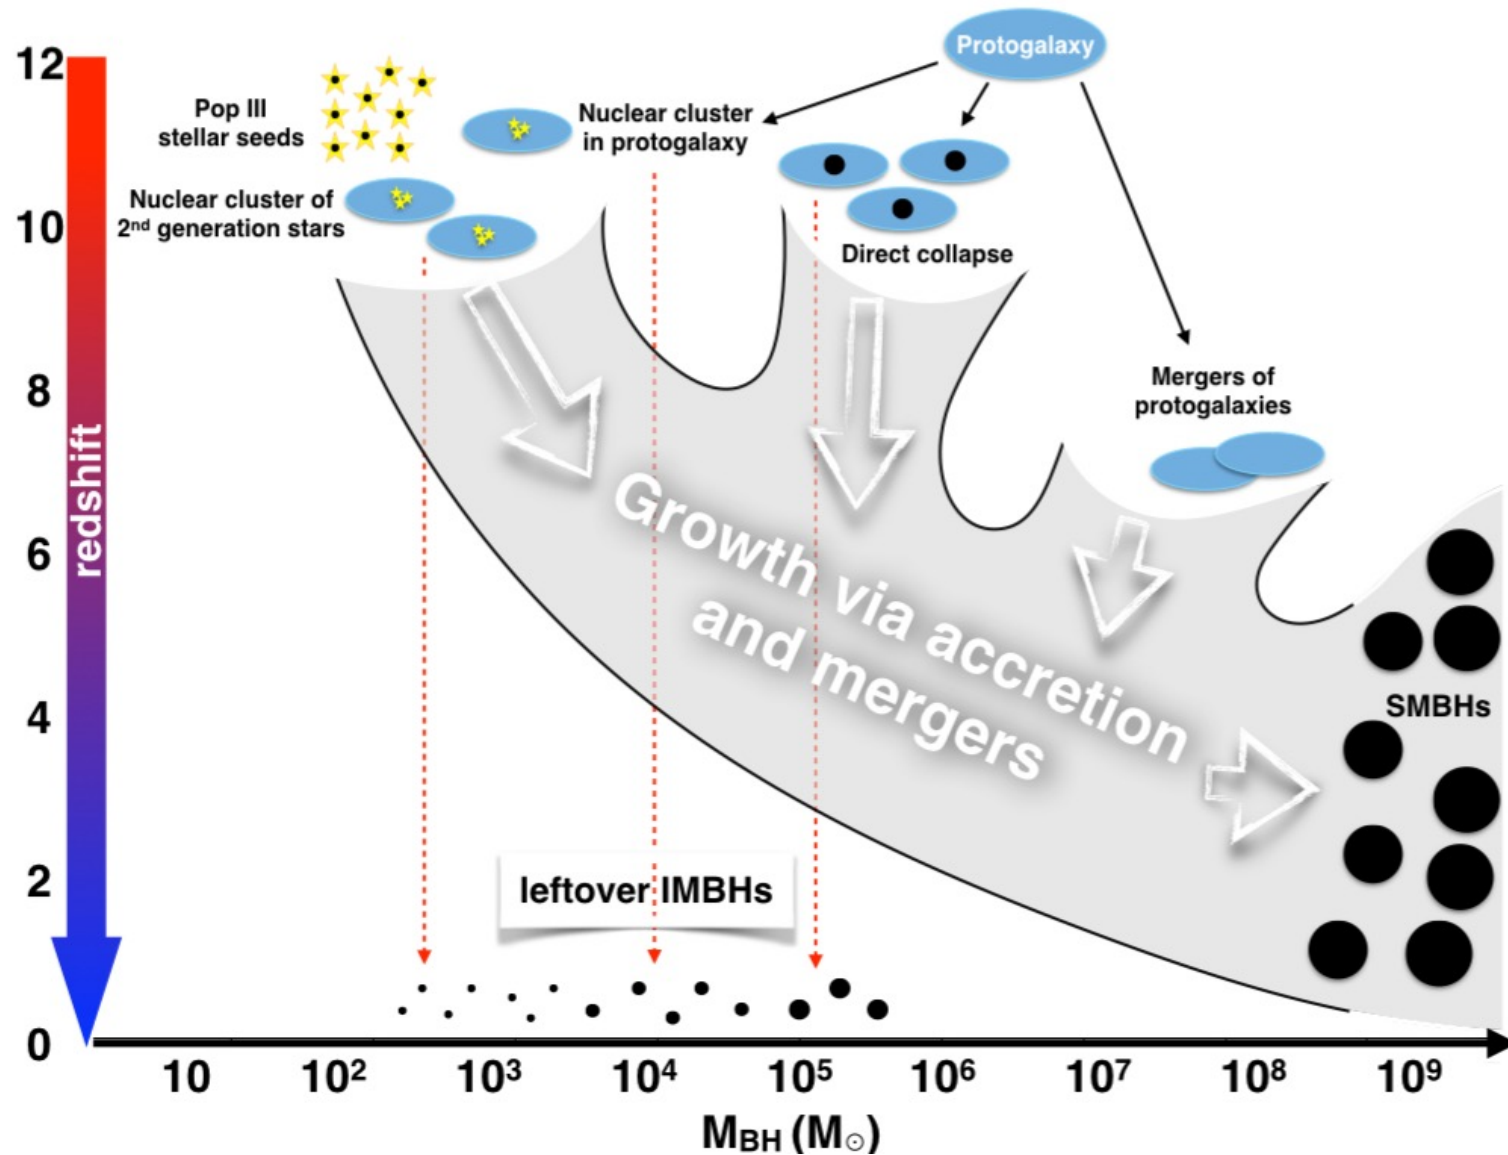 12
10
8
6
4
2
0
redshift
Pop III
stellar seeds
Nuclear cluster of
2nd generation stars
Nuclear cluster
in protogalaxy
Protogalaxy
Direct collapse
Mergers of
protogalaxies
Growth via accretion
and mergers
SMBHs
leftover IMBHs
10 10² 10³ 10⁴ 10⁵ 10⁶ 10⁷ 10⁸ 10⁹
MBH (M☉)